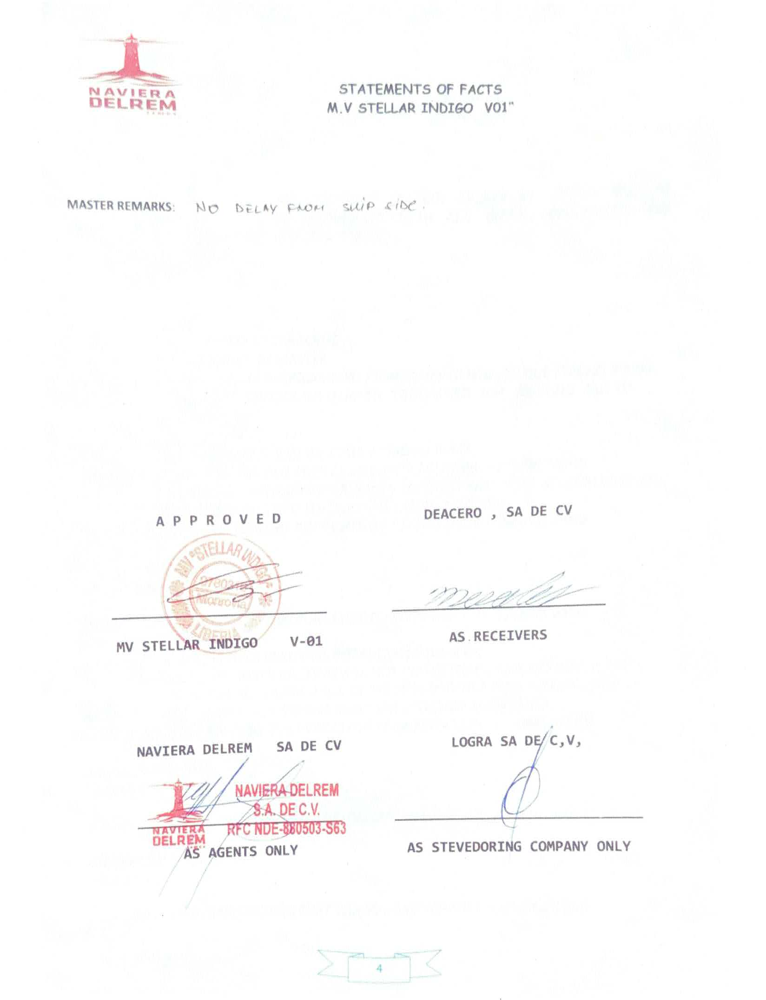 NAVIERA
DELREM
STATEMENTS OF FACTS
M.V STELLAR INDIGO V01"
MASTER REMARKS: NO DELAY FROM SHIP SIDE.
APPROVED
DEACERO , SA DE CV
MV "STELLAR INDIGO"
Monrovia
LIBERIA
MV STELLAR INDIGO V-01
AS RECEIVERS
NAVIERA DELREM SA DE CV
LOGRA SA DE C,V,
NAVIERA DELREM
S.A. DE C.V.
RFC NDE-880503-S63
NAVIERA
DELREM
AS AGENTS ONLY
AS STEVEDORING COMPANY ONLY
4